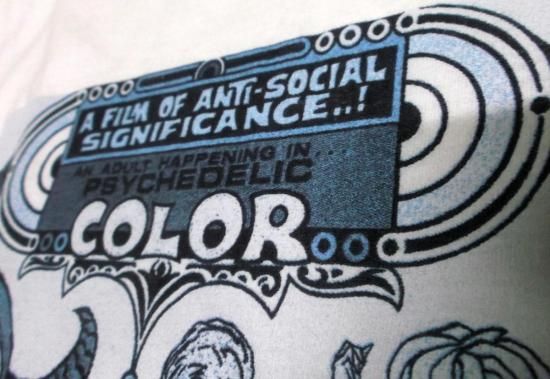 A FILM OF ANTI-SOCIAL
SIGNIFICANCE..!
AN ADULT HAPPENING IN...
PSYCHEDELIC
COLOR